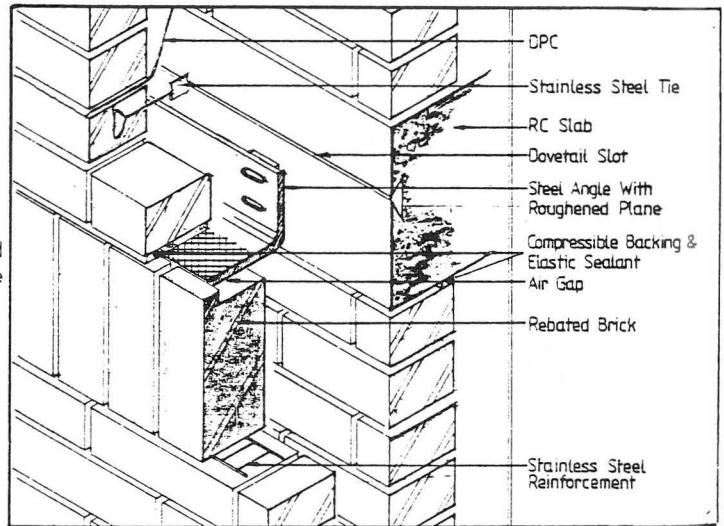 DPC
Stainless Steel Tie
RC Slab
Dovetail Slot
Steel Angle With
Roughened Plane
Compressible Backing &
Elastic Sealant
Air Gap
Rebated Brick
Stainless Steel
Reinforcement